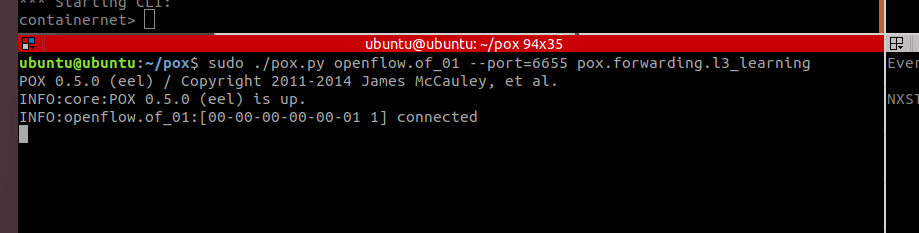 *** Starting CLI:
containernet>
ubuntu@ubuntu: ~/pox 94x35
ubuntu@ubuntu:~/pox$ sudo ./pox.py openflow.of_01 --port=6655 pox.forwarding.l3_learning
POX 0.5.0 (eel) / Copyright 2011-2014 James McCauley, et al.
INFO:core:POX 0.5.0 (eel) is up.
INFO:openflow.of_01:[00-00-00-00-00-01 1] connected
Ever
NXST